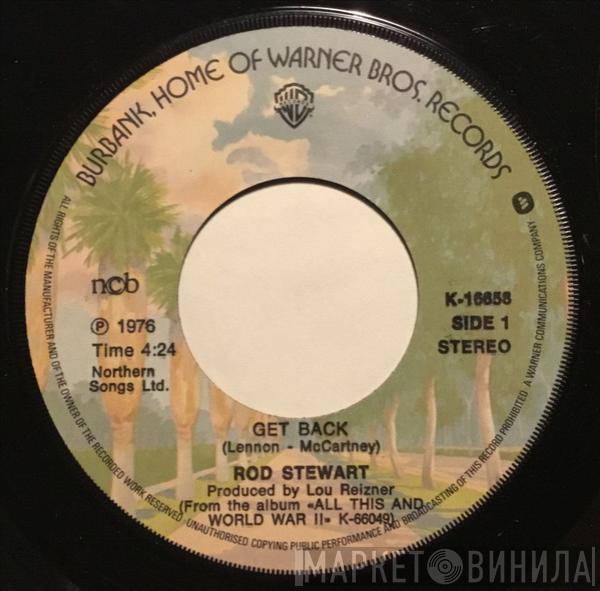 BURBANK, HOME OF WARNER BROS. RECORDS
ncb
℗ 1976
Time 4:24
Northern
Songs Ltd.
K-16658
SIDE 1
STEREO
GET BACK
(Lennon - McCartney)
ROD STEWART
Produced by Lou Reizner
(From the album «ALL THIS AND
WORLD WAR II» K-66049)
ALL RIGHTS OF THE MANUFACTURER AND OF THE OWNER OF THE RECORDED WORK RESERVED · UNAUTHORISED COPYING PUBLIC PERFORMANCE AND BROADCASTING OF THIS RECORD PROHIBITED A WARNER COMMUNICATIONS COMPANY
МАРКЕТ ВИНИЛА